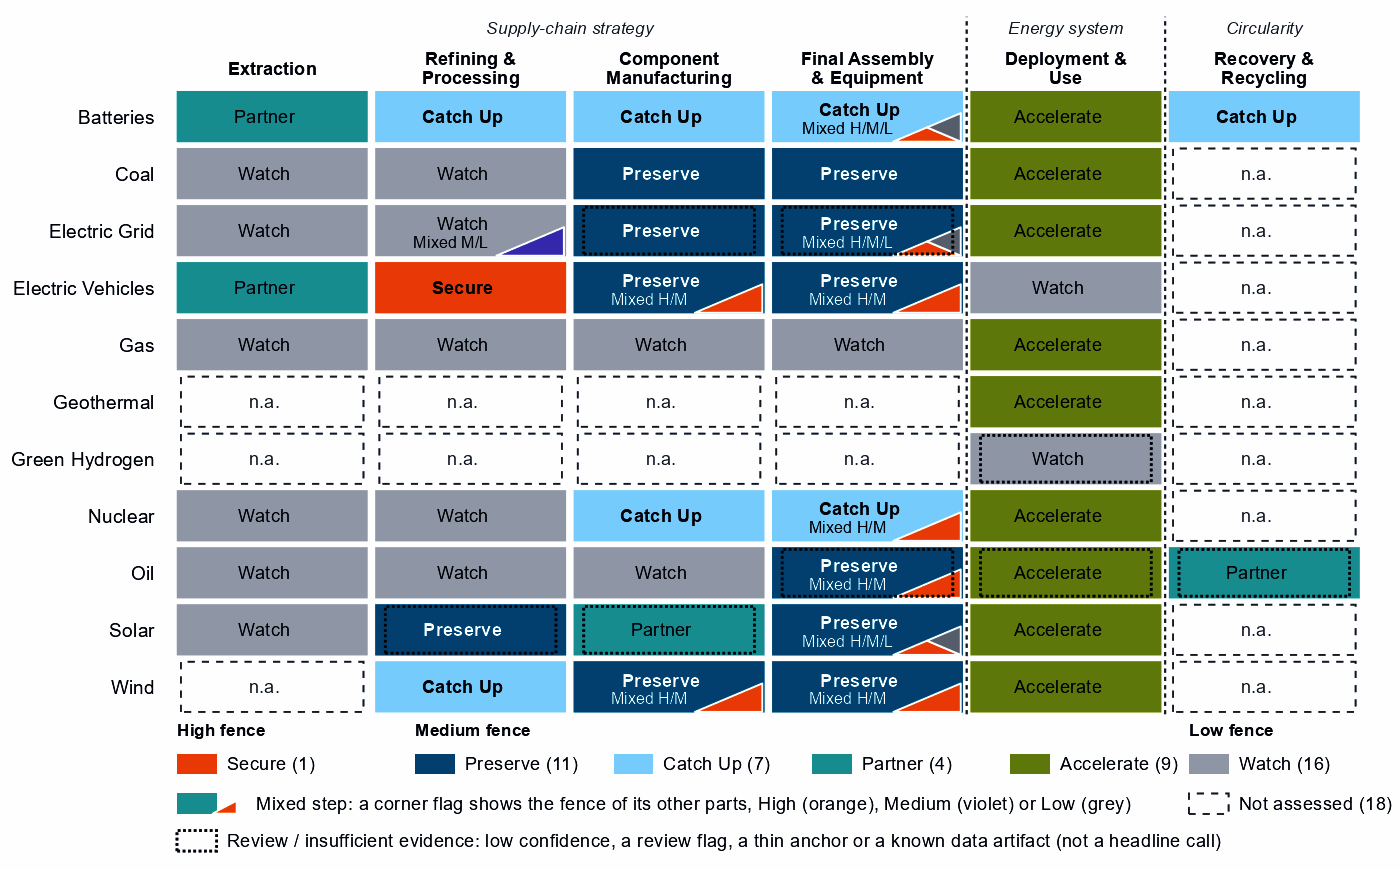 Supply-chain strategy
Energy system
Circularity
Extraction
Refining &
Processing
Component
Manufacturing
Final Assembly
& Equipment
Deployment &
Use
Recovery &
Recycling
Batteries
Partner
Catch Up
Catch Up
Catch Up
Mixed H/M/L
Accelerate
Catch Up
Coal
Watch
Watch
Preserve
Preserve
Accelerate
n.a.
Electric Grid
Watch
Watch
Mixed M/L
Preserve
Preserve
Mixed H/M/L
Accelerate
n.a.
Electric Vehicles
Partner
Secure
Preserve
Mixed H/M
Preserve
Mixed H/M
Watch
n.a.
Gas
Watch
Watch
Watch
Watch
Accelerate
n.a.
Geothermal
n.a.
n.a.
n.a.
n.a.
Accelerate
n.a.
Green Hydrogen
n.a.
n.a.
n.a.
n.a.
Watch
n.a.
Nuclear
Watch
Watch
Catch Up
Catch Up
Mixed H/M
Accelerate
n.a.
Oil
Watch
Watch
Watch
Preserve
Mixed H/M
Accelerate
Partner
Solar
Watch
Preserve
Partner
Preserve
Mixed H/M/L
Accelerate
n.a.
Wind
n.a.
Catch Up
Preserve
Mixed H/M
Preserve
Mixed H/M
Accelerate
n.a.
High fence
Medium fence
Low fence
Secure (1)
Preserve (11)
Catch Up (7)
Partner (4)
Accelerate (9)
Watch (16)
Mixed step: a corner flag shows the fence of its other parts, High (orange), Medium (violet) or Low (grey)
Not assessed (18)
Review / insufficient evidence: low confidence, a review flag, a thin anchor or a known data artifact (not a headline call)